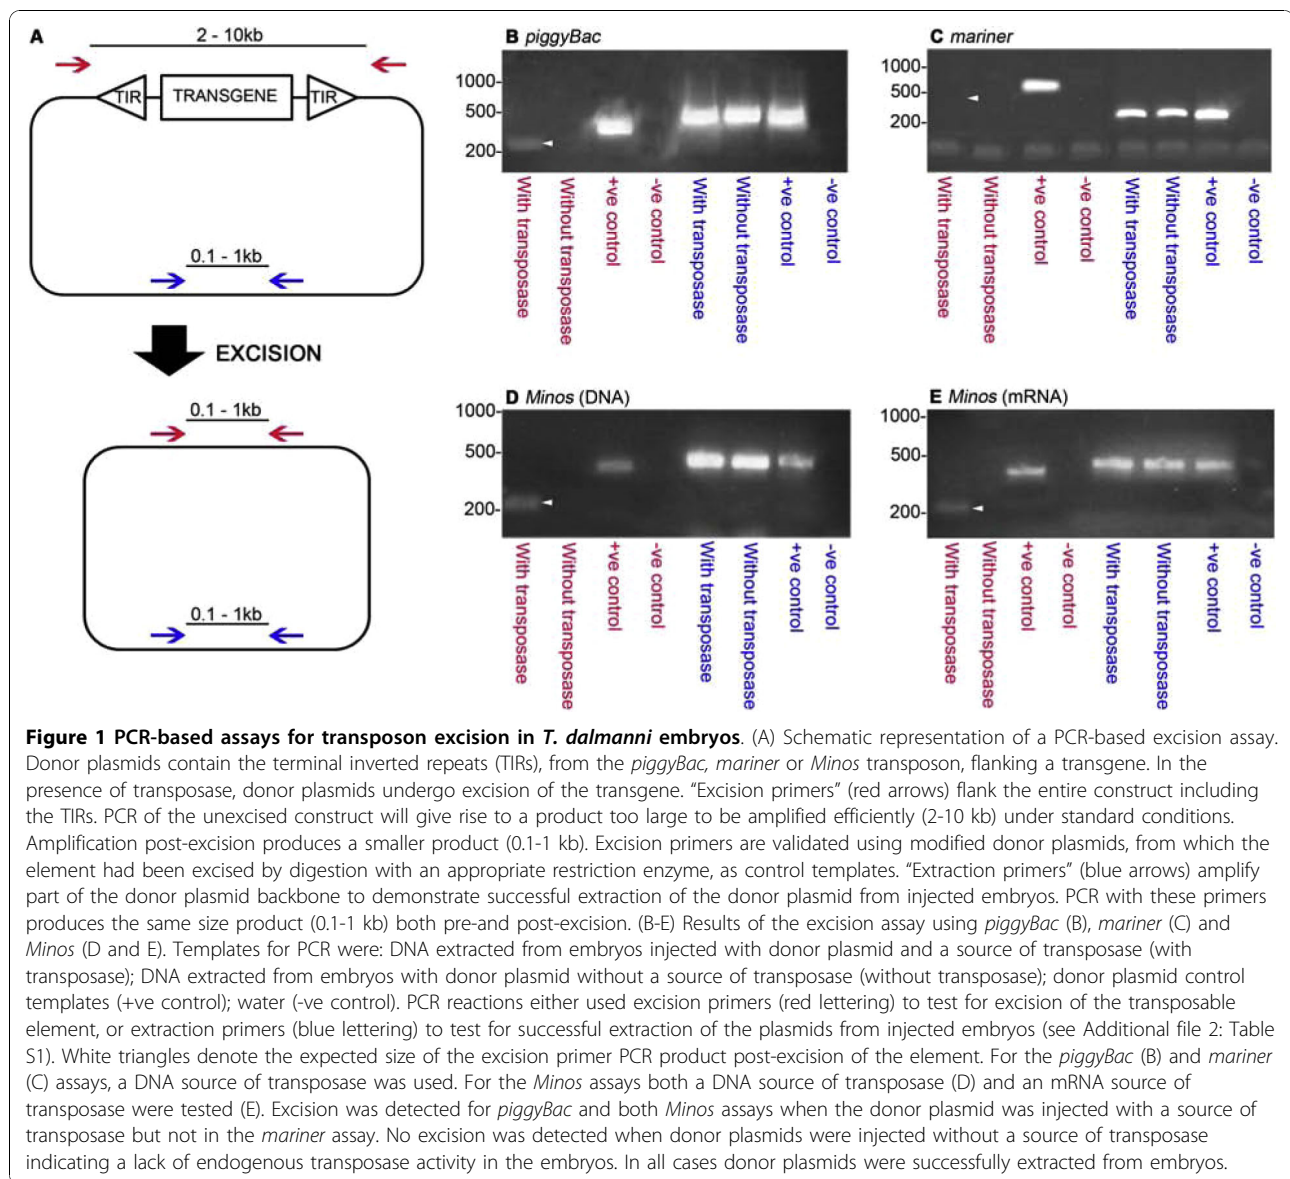 A
2 - 10kb
TIR
TRANSGENE
TIR
0.1 - 1kb
EXCISION
0.1 - 1kb
0.1 - 1kb
B piggyBac
1000-
500-
200-
With transposase
Without transposase
+ve control
-ve control
With transposase
Without transposase
+ve control
-ve control
C mariner
1000-
500-
200-
With transposase
Without transposase
+ve control
-ve control
With transposase
Without transposase
+ve control
-ve control
D Minos (DNA)
1000-
500-
200-
With transposase
Without transposase
+ve control
-ve control
With transposase
Without transposase
+ve control
-ve control
E Minos (mRNA)
1000-
500-
200-
With transposase
Without transposase
+ve control
-ve control
With transposase
Without transposase
+ve control
-ve control
Figure 1 PCR-based assays for transposon excision in T. dalmanni embryos. (A) Schematic representation of a PCR-based excision assay.
Donor plasmids contain the terminal inverted repeats (TIRs), from the piggyBac, mariner or Minos transposon, flanking a transgene. In the
presence of transposase, donor plasmids undergo excision of the transgene. “Excision primers” (red arrows) flank the entire construct including
the TIRs. PCR of the unexcised construct will give rise to a product too large to be amplified efficiently (2-10 kb) under standard conditions.
Amplification post-excision produces a smaller product (0.1-1 kb). Excision primers are validated using modified donor plasmids, from which the
element had been excised by digestion with an appropriate restriction enzyme, as control templates. “Extraction primers” (blue arrows) amplify
part of the donor plasmid backbone to demonstrate successful extraction of the donor plasmid from injected embryos. PCR with these primers
produces the same size product (0.1-1 kb) both pre-and post-excision. (B-E) Results of the excision assay using piggyBac (B), mariner (C) and
Minos (D and E). Templates for PCR were: DNA extracted from embryos injected with donor plasmid and a source of transposase (with
transposase); DNA extracted from embryos with donor plasmid without a source of transposase (without transposase); donor plasmid control
templates (+ve control); water (-ve control). PCR reactions either used excision primers (red lettering) to test for excision of the transposable
element, or extraction primers (blue lettering) to test for successful extraction of the plasmids from injected embryos (see Additional file 2: Table
S1). White triangles denote the expected size of the excision primer PCR product post-excision of the element. For the piggyBac (B) and mariner
(C) assays, a DNA source of transposase was used. For the Minos assays both a DNA source of transposase (D) and an mRNA source of
transposase were tested (E). Excision was detected for piggyBac and both Minos assays when the donor plasmid was injected with a source of
transposase but not in the mariner assay. No excision was detected when donor plasmids were injected without a source of transposase
indicating a lack of endogenous transposase activity in the embryos. In all cases donor plasmids were successfully extracted from embryos.